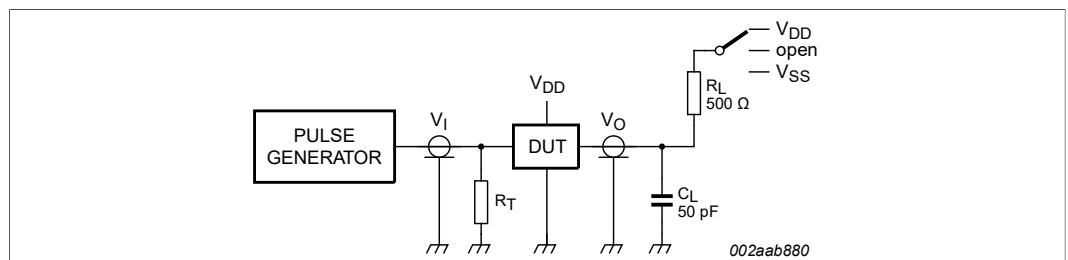 VDD
open
VSS
RL
500 Ω
VDD
VI
VO
PULSE
GENERATOR
DUT
RT
CL
50 pF
002aab880